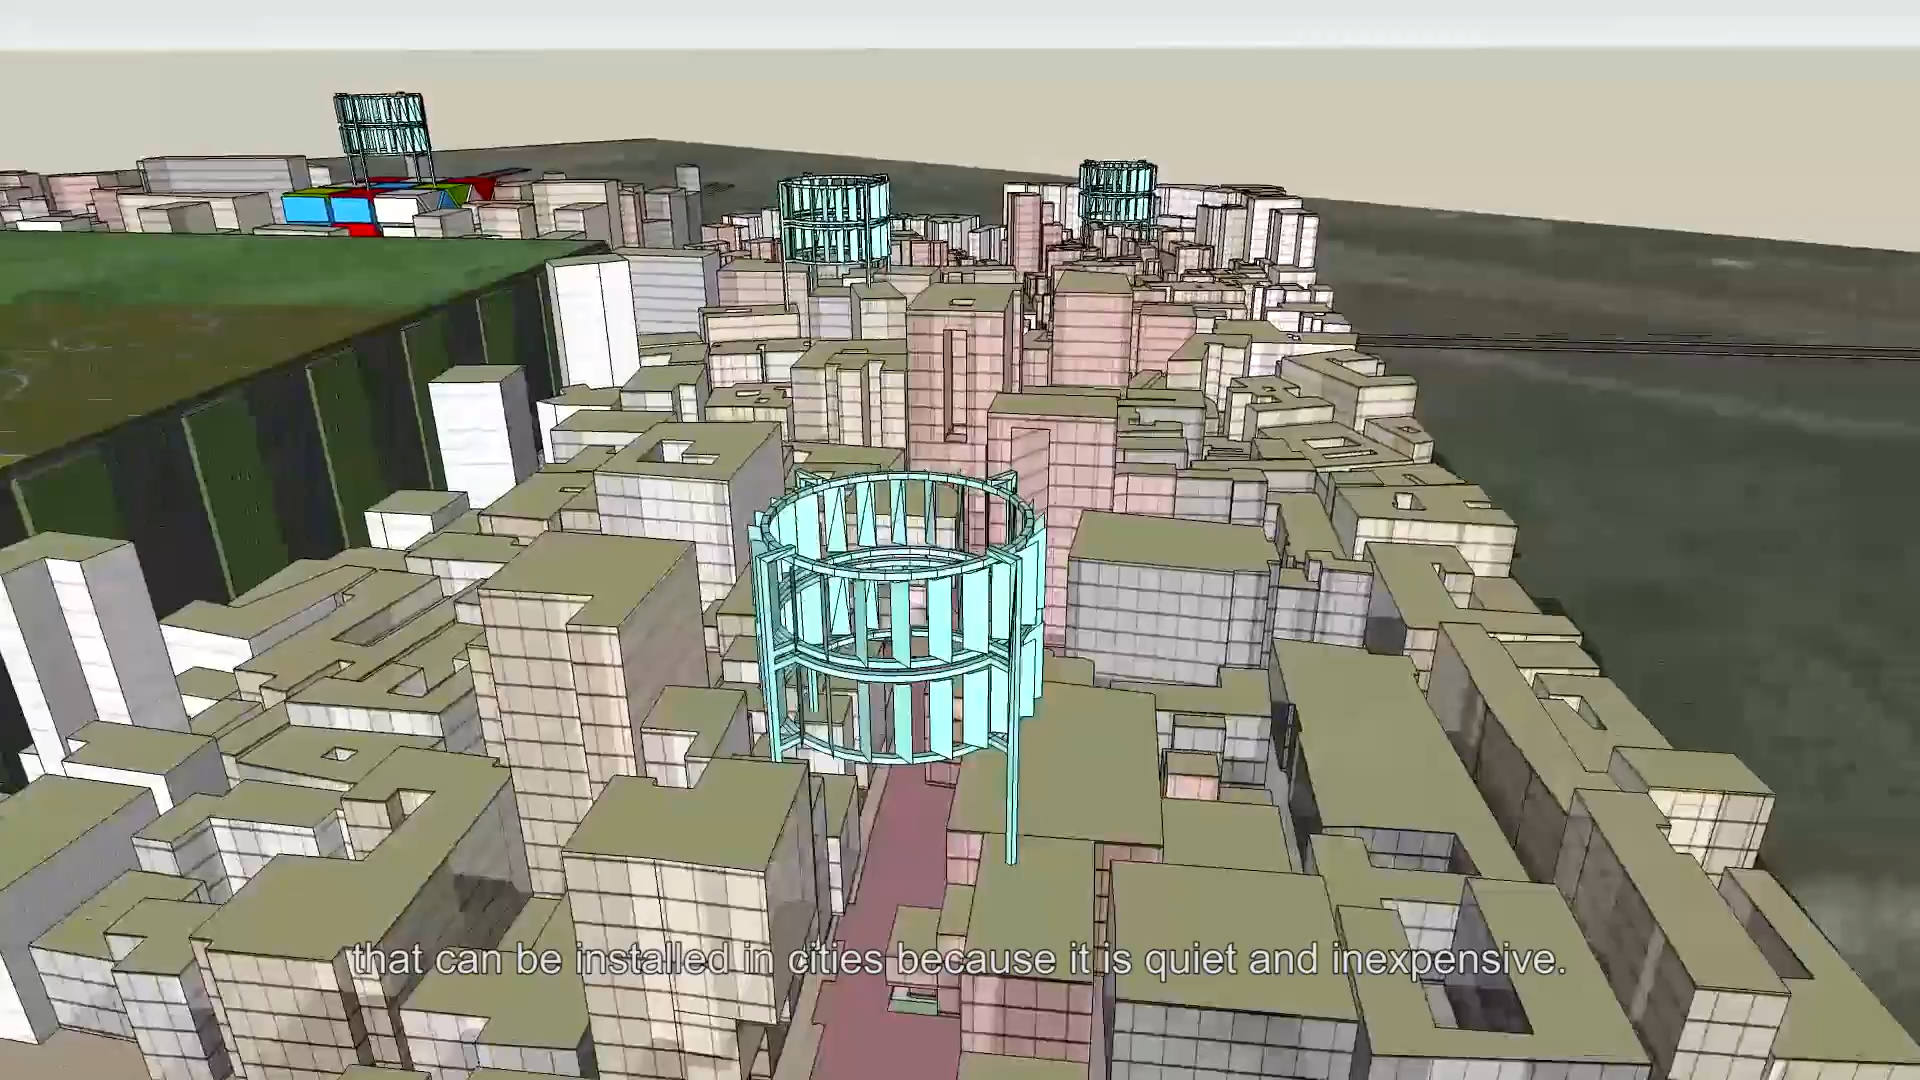 that can be installed in cities because it is quiet and inexpensive.